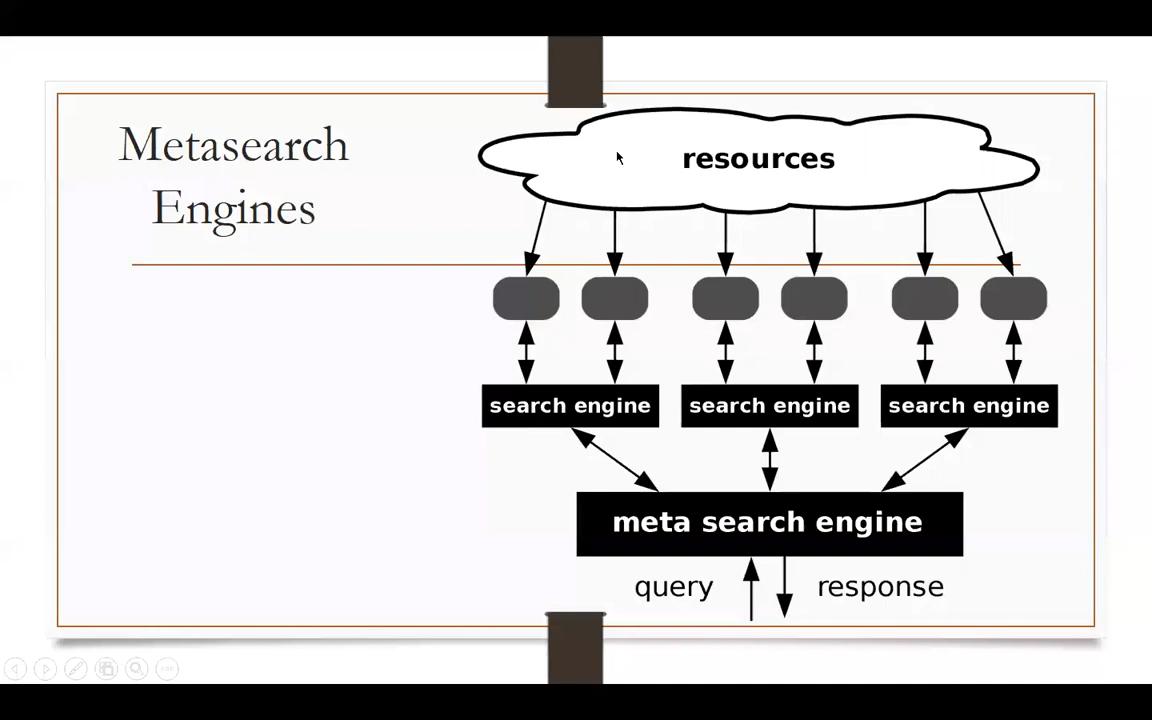 Metasearch
Engines
resources
search engine
search engine
search engine
meta search engine
query
response